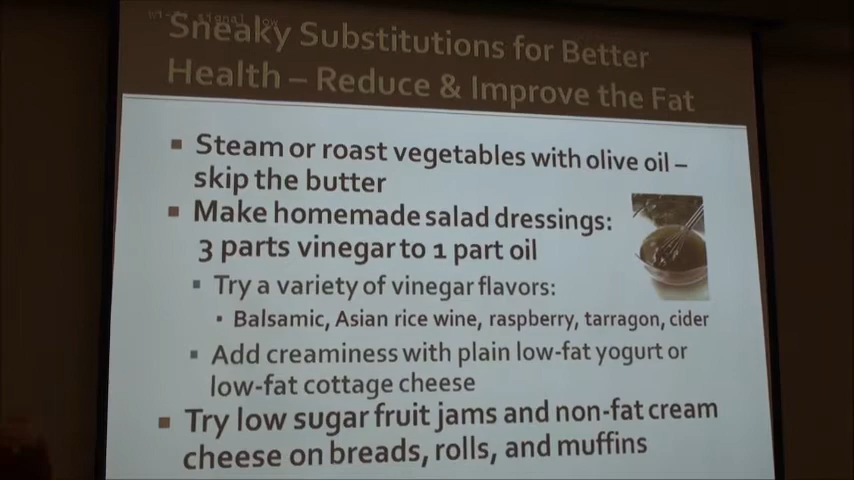 Sneaky Substitutions for Better
Health – Reduce & Improve the Fat
▪ Steam or roast vegetables with olive oil –
skip the butter
▪ Make homemade salad dressings:
3 parts vinegar to 1 part oil
▪ Try a variety of vinegar flavors:
▪ Balsamic, Asian rice wine, raspberry, tarragon, cider
▪ Add creaminess with plain low-fat yogurt or
low-fat cottage cheese
▪ Try low sugar fruit jams and non-fat cream
cheese on breads, rolls, and muffins